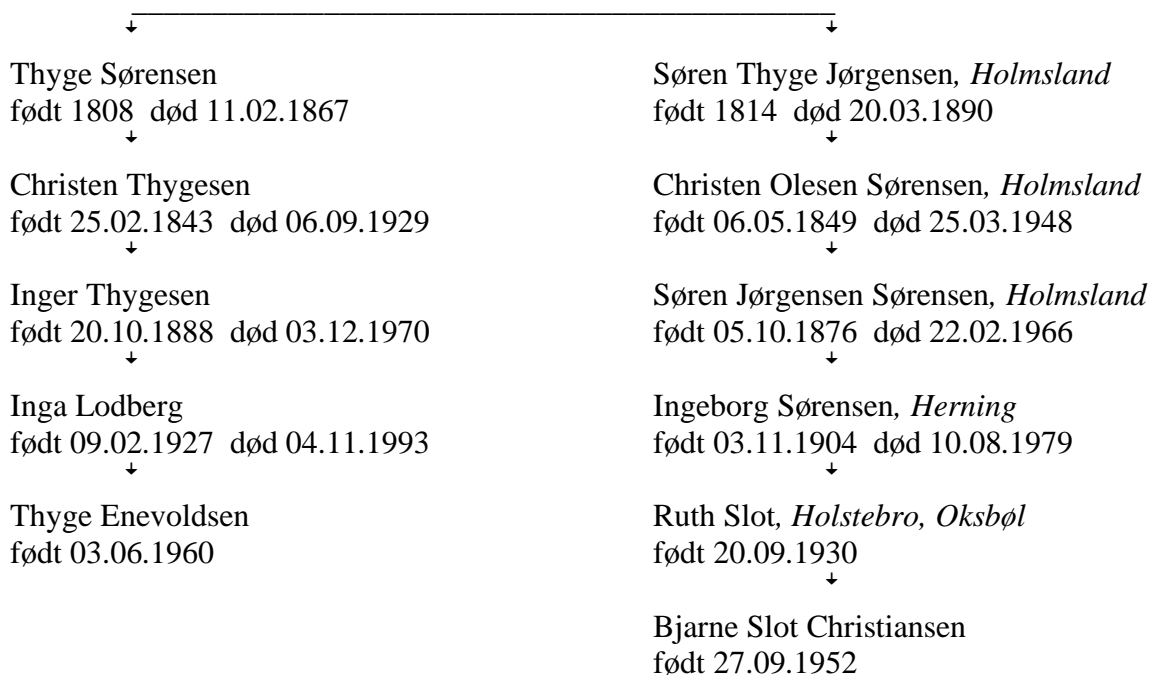 Thyge Sørensen
født 1808 død 11.02.1867
Christen Thygesen
født 25.02.1843 død 06.09.1929
Inger Thygesen
født 20.10.1888 død 03.12.1970
Inga Lodberg
født 09.02.1927 død 04.11.1993
Thyge Enevoldsen
født 03.06.1960
Søren Thyge Jørgensen, Holmsland
født 1814 død 20.03.1890
Christen Olesen Sørensen, Holmsland
født 06.05.1849 død 25.03.1948
Søren Jørgensen Sørensen, Holmsland
født 05.10.1876 død 22.02.1966
Ingeborg Sørensen, Herning
født 03.11.1904 død 10.08.1979
Ruth Slot, Holstebro, Oksbøl
født 20.09.1930
Bjarne Slot Christiansen
født 27.09.1952